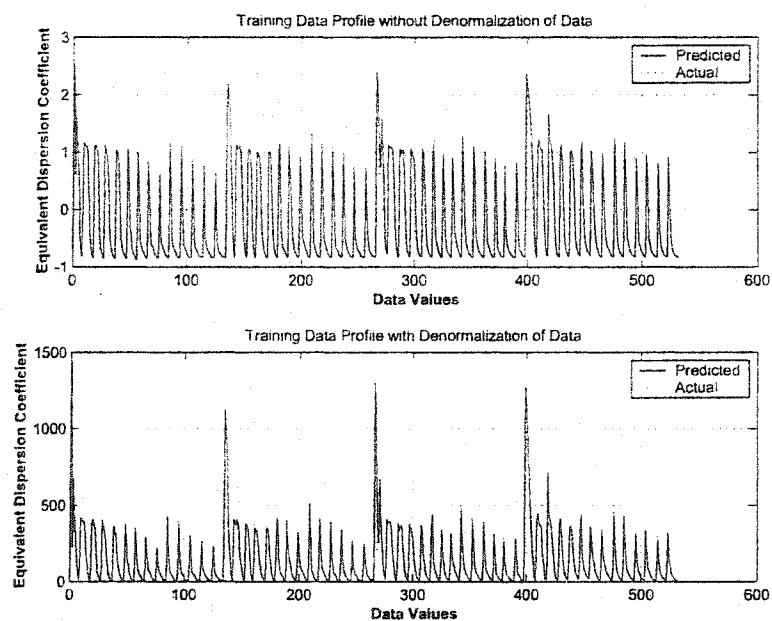 Training Data Profile without Denormalization of Data
Equivalent Dispersion Coefficient
3
2
1
0
-1
Predicted
Actual
0 100 200 300 400 500 600
Data Values
Training Data Profile with Denormalization of Data
Equivalent Dispersion Coefficient
1500
1000
500
0
Predicted
Actual
0 100 200 300 400 500 600
Data Values